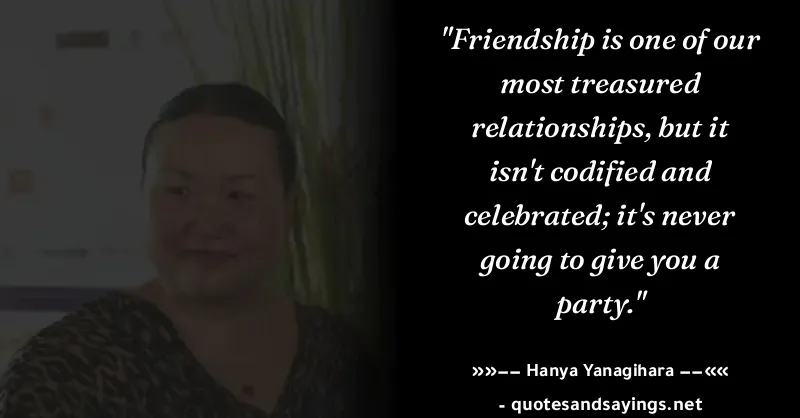 "Friendship is one of our
most treasured
relationships, but it
isn't codified and
celebrated; it's never
going to give you a
party."
»»—— Hanya Yanagihara ——««
- quotesandsayings.net